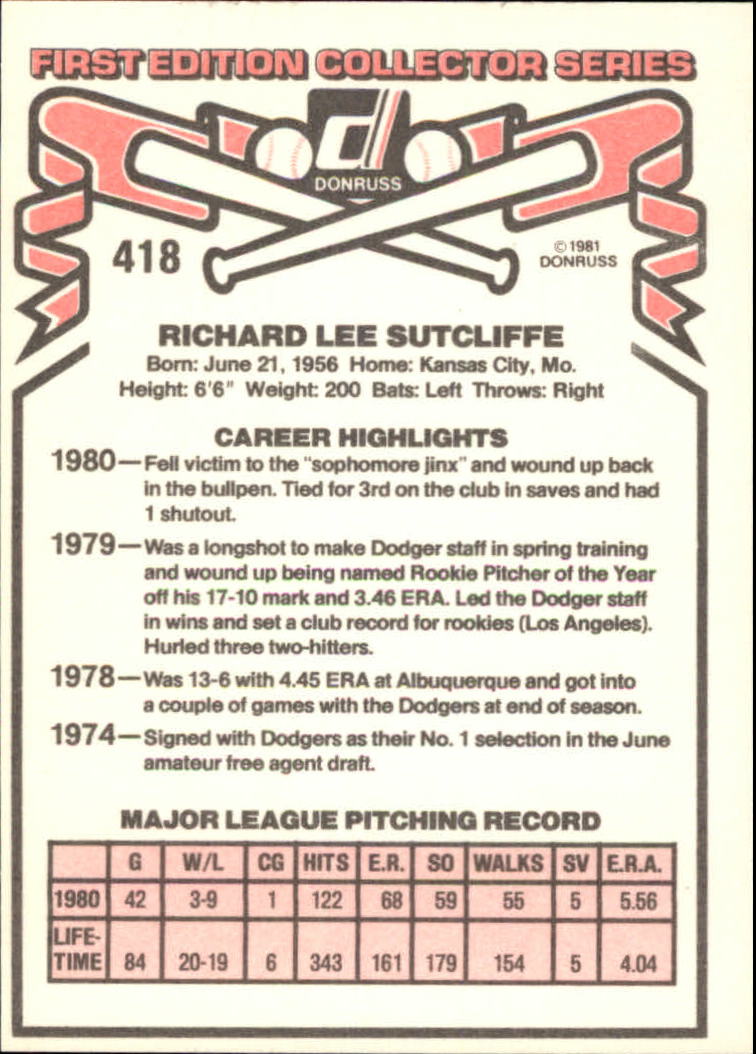 FIRST EDITION COLLECTOR SERIES
d
DONRUSS
418
© 1981
DONRUSS
RICHARD LEE SUTCLIFFE
Born: June 21, 1956 Home: Kansas City, Mo.
Height: 6'6" Weight: 200 Bats: Left Throws: Right
CAREER HIGHLIGHTS
1980—Fell victim to the "sophomore jinx" and wound up back
in the bullpen. Tied for 3rd on the club in saves and had
1 shutout.
1979—Was a longshot to make Dodger staff in spring training
and wound up being named Rookie Pitcher of the Year
off his 17-10 mark and 3.46 ERA. Led the Dodger staff
in wins and set a club record for rookies (Los Angeles).
Hurled three two-hitters.
1978—Was 13-6 with 4.45 ERA at Albuquerque and got into
a couple of games with the Dodgers at end of season.
1974—Signed with Dodgers as their No. 1 selection in the June
amateur free agent draft.
MAJOR LEAGUE PITCHING RECORD
G W/L CG HITS E.R. SO WALKS SV E.R.A.
1980 42 3-9 1 122 68 59 55 5 5.56
LIFE-
TIME 84 20-19 6 343 161 179 154 5 4.04